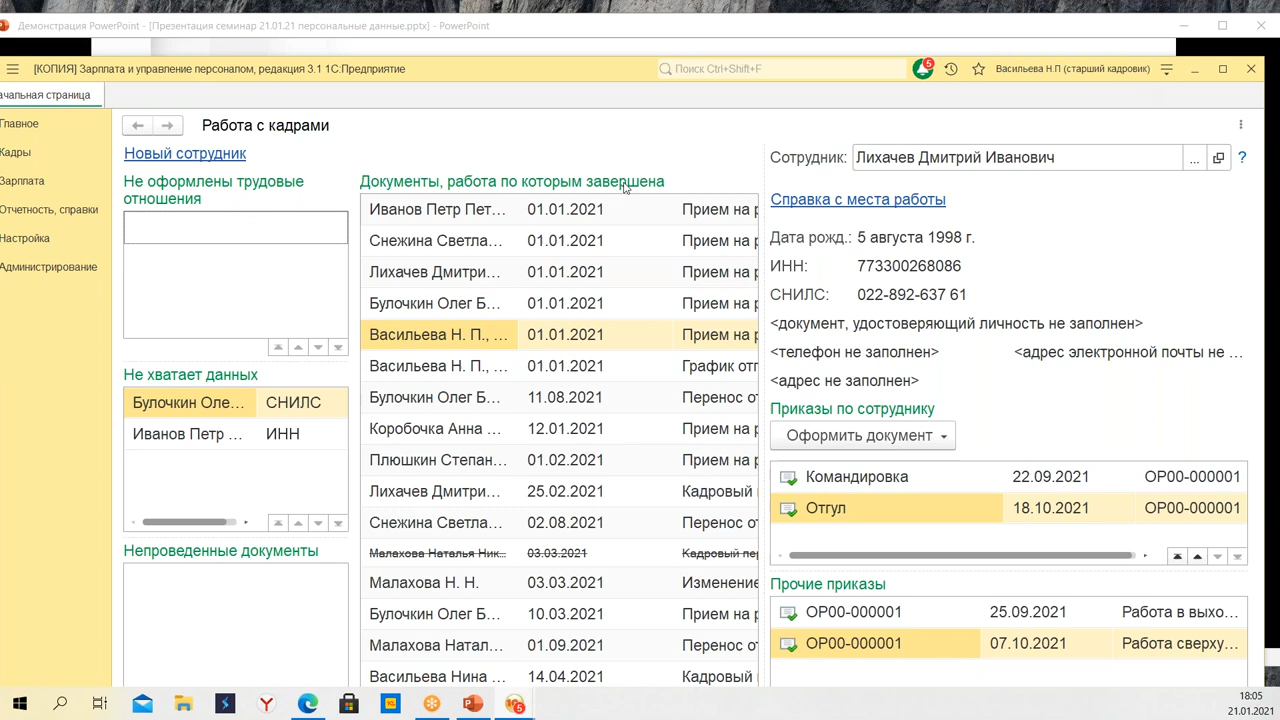 Демонстрация PowerPoint - [Презентация семинар 21.01.21 персональные данные.pptx] - PowerPoint
[КОПИЯ] Зарплата и управление персоналом, редакция 3.1 1С:Предприятие
Поиск Ctrl+Shift+F
5
Васильева Н.П (старший кадровик)
ачальная страница
Главное
Кадры
Зарплата
Отчетность, справки
Настройка
Администрирование
Работа с кадрами
Новый сотрудник
Не оформлены трудовые
отношения
Не хватает данных
Булочкин Оле... СНИЛС
Иванов Петр ... ИНН
Непроведенные документы
Документы, работа по которым завершена
Иванов Петр Пет... 01.01.2021 Прием на р
Снежина Светла... 01.01.2021 Прием на р
Лихачев Дмитри... 01.01.2021 Прием на р
Булочкин Олег Б... 01.01.2021 Прием на р
Васильева Н. П., ... 01.01.2021 Прием на р
Васильева Н. П., ... 01.01.2021 График отп
Булочкин Олег Б... 11.08.2021 Перенос от
Коробочка Анна ... 12.01.2021 Прием на р
Плюшкин Степан... 01.02.2021 Прием на р
Лихачев Дмитри... 25.02.2021 Кадровый
Снежина Светла... 02.08.2021 Перенос от
Малахова Наталья Ник... 03.03.2021 Кадровый пер
Малахова Н. Н. 03.03.2021 Изменение
Булочкин Олег Б... 10.03.2021 Прием на р
Малахова Натал... 01.09.2021 Перенос от
Васильева Нина ... 14.04.2021 Кадровый
Сотрудник: Лихачев Дмитрий Иванович ... ?
Справка с места работы
Дата рожд.: 5 августа 1998 г.
ИНН: 773300268086
СНИЛС: 022-892-637 61
<документ, удостоверяющий личность не заполнен>
<телефон не заполнен> <адрес электронной почты не ...
<адрес не заполнен>
Приказы по сотруднику
Оформить документ
Командировка 22.09.2021 ОР00-000001
Отгул 18.10.2021 ОР00-000001
Прочие приказы
ОР00-000001 25.09.2021 Работа в выхо...
ОР00-000001 07.10.2021 Работа сверху...
5
18:05
21.01.2021